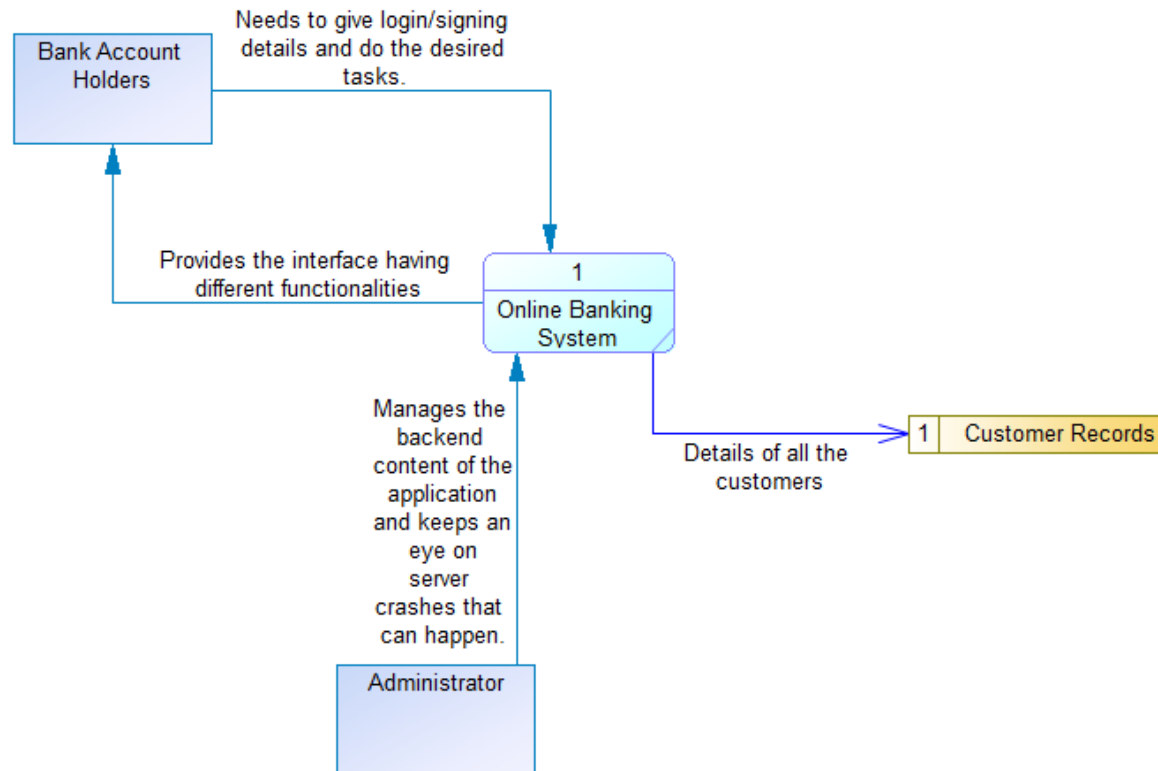 Needs to give login/signing
details and do the desired
tasks.
Bank Account
Holders
Provides the interface having
different functionalities
1
Online Banking
System
Manages the
backend
content of the
application
and keeps an
eye on
server
crashes that
can happen.
1 Customer Records
Details of all the
customers
Administrator